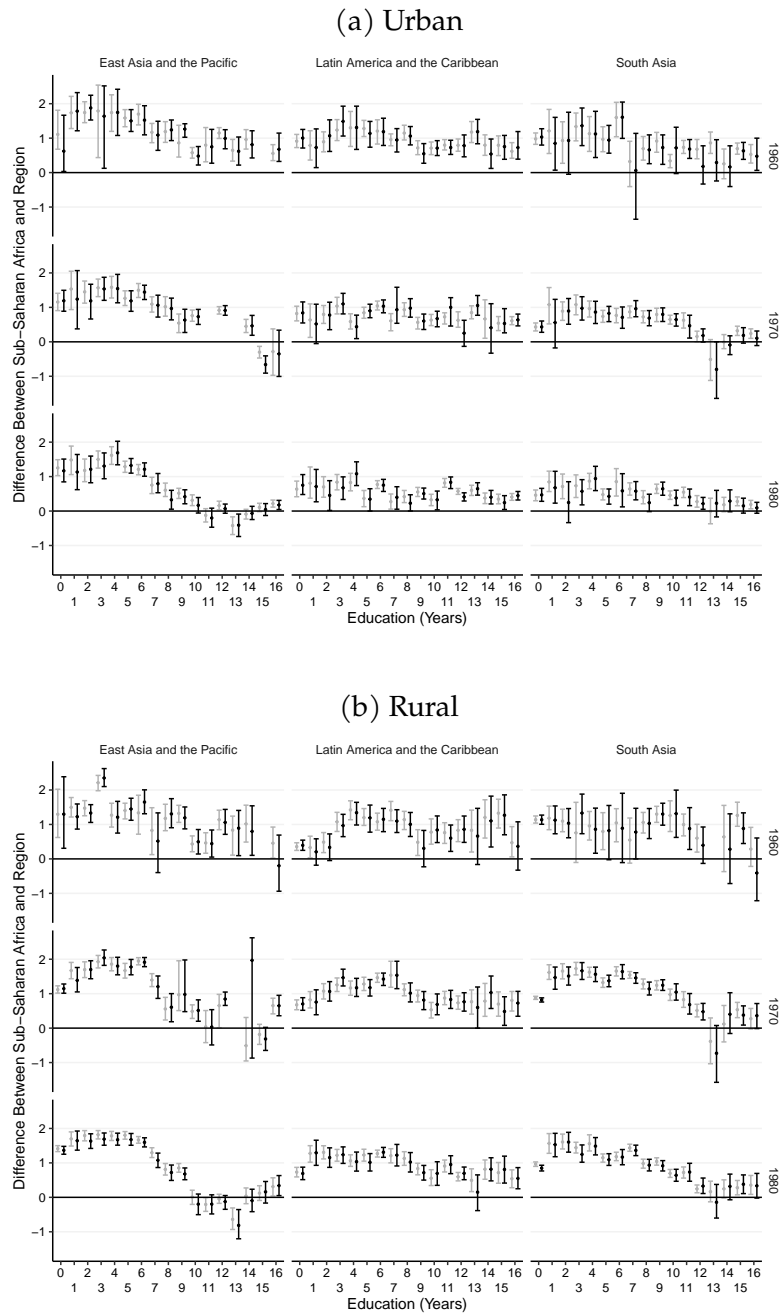 (a) Urban
East Asia and the Pacific Latin America and the Caribbean South Asia
Difference Between Sub−Saharan Africa and Region
2
1
0
−1
1960
2
1
0
−1
1970
2
1
0
−1
1980
0 2 4 6 8 10 12 14 16 0 2 4 6 8 10 12 14 16 0 2 4 6 8 10 12 14 16
1 3 5 7 9 11 13 15 1 3 5 7 9 11 13 15 1 3 5 7 9 11 13 15
Education (Years)
(b) Rural
East Asia and the Pacific Latin America and the Caribbean South Asia
Difference Between Sub−Saharan Africa and Region
2
1
0
−1
1960
2
1
0
−1
1970
2
1
0
−1
1980
0 2 4 6 8 10 12 14 16 0 2 4 6 8 10 12 14 16 0 2 4 6 8 10 12 14 16
1 3 5 7 9 11 13 15 1 3 5 7 9 11 13 15 1 3 5 7 9 11 13 15
Education (Years)